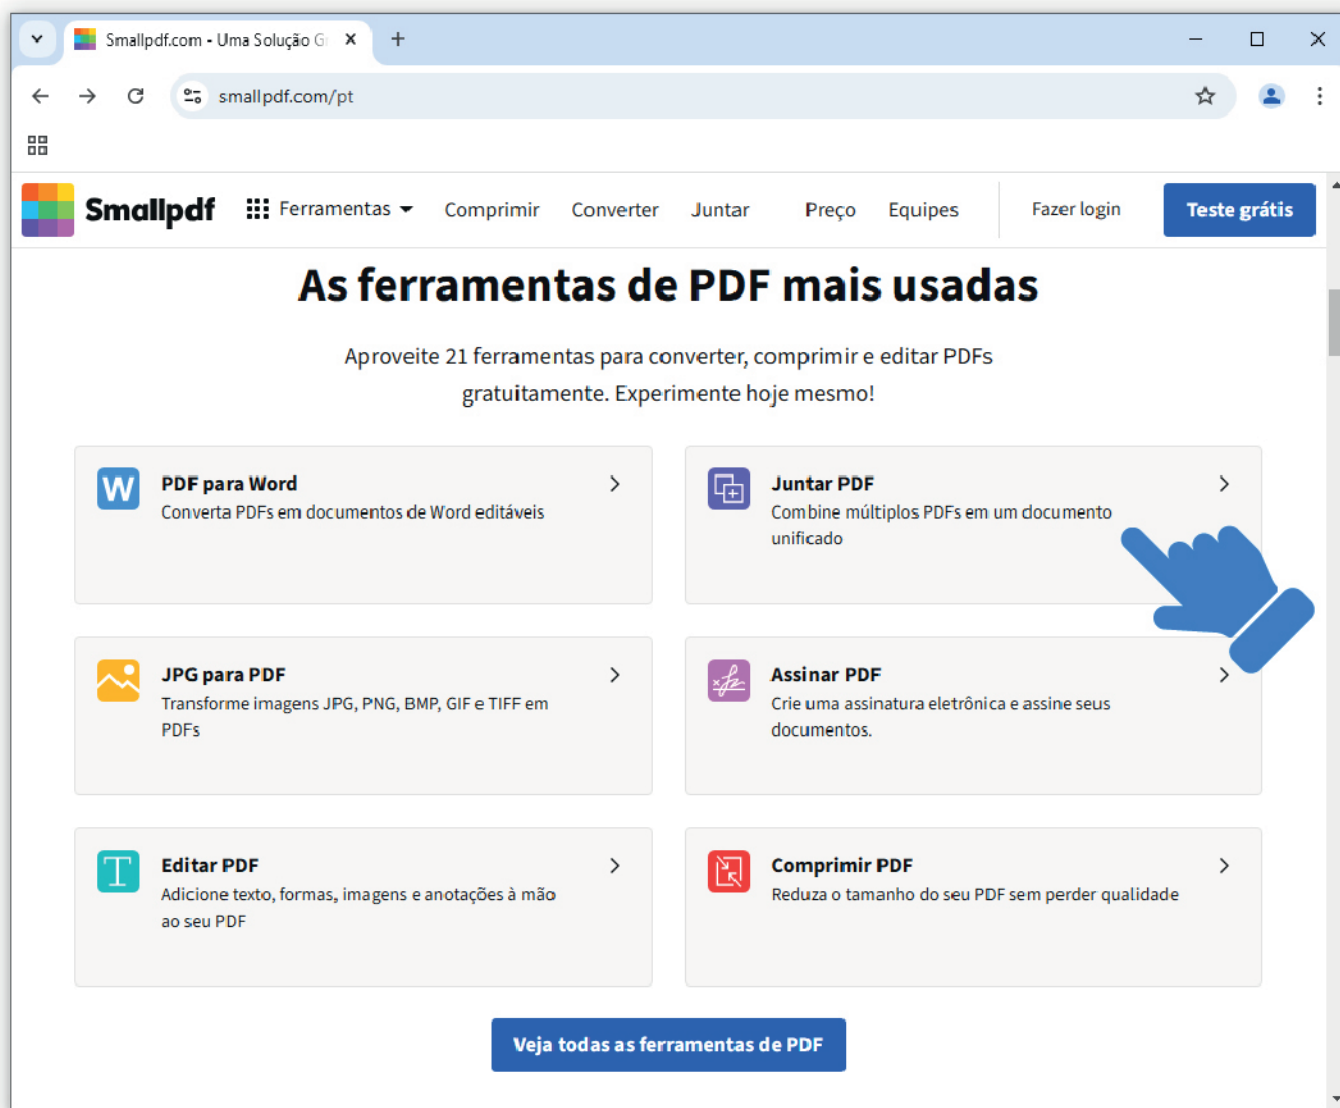 Smallpdf.com - Uma Solução G
smallpdf.com/pt
Smallpdf Ferramentas Comprimir Converter Juntar Preço Equipes Fazer login Teste grátis
As ferramentas de PDF mais usadas
Aproveite 21 ferramentas para converter, comprimir e editar PDFs
gratuitamente. Experimente hoje mesmo!
W
PDF para Word
Converta PDFs em documentos de Word editáveis
Juntar PDF
Combine múltiplos PDFs em um documento
unificado
JPG para PDF
Transforme imagens JPG, PNG, BMP, GIF e TIFF em
PDFs
Assinar PDF
Crie uma assinatura eletrônica e assine seus
documentos.
T
Editar PDF
Adicione texto, formas, imagens e anotações à mão
ao seu PDF
Comprimir PDF
Reduza o tamanho do seu PDF sem perder qualidade
Veja todas as ferramentas de PDF